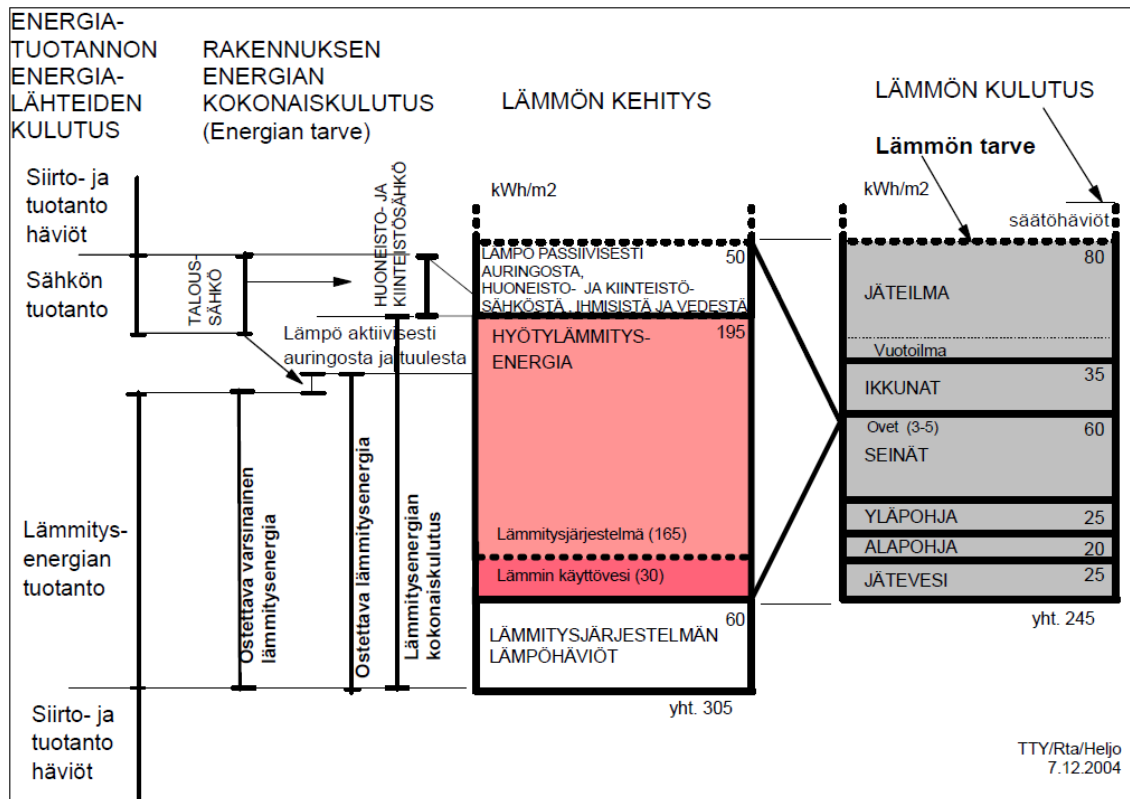 ENERGIA-
TUOTANNON
ENERGIA-
LÄHTEIDEN
KULUTUS
RAKENNUKSEN
ENERGIAN
KOKONAISKULUTUS
(Energian tarve)
LÄMMÖN KEHITYS
LÄMMÖN KULUTUS
Lämmön tarve
Siirto- ja
tuotanto
häviöt
Sähkön
tuotanto
Lämmitys-
energian
tuotanto
Siirto- ja
tuotanto
häviöt
TALOUS-
SÄHKÖ
HUONEISTO- JA
KIINTEISTÖSÄHKÖ
Lämpö aktiivisesti
auringosta ja tuulesta
Ostettava varsinainen
lämmitysenergia
Ostettava lämmitysenergia
Lämmitysenergian
kokonaiskulutus
kWh/m2
LÄMPÖ PASSIIVISESTI 50
AURINGOSTA,
HUONEISTO- JA KIINTEISTÖ-
SÄHKÖSTÄ , IHMISISTÄ JA VEDESTÄ
HYÖTYLÄMMITYS- 195
ENERGIA
Lämmitysjärjestelmä (165)
Lämmin käyttövesi (30)
60
LÄMMITYSJÄRJESTELMÄN
LÄMPÖHÄVIÖT
yht. 305
kWh/m2
säätöhäviöt
80
JÄTEILMA
Vuotoilma
IKKUNAT 35
Ovet (3-5) 60
SEINÄT
YLÄPOHJA 25
ALAPOHJA 20
JÄTEVESI 25
yht. 245
TTY/Rta/Heljo
7.12.2004